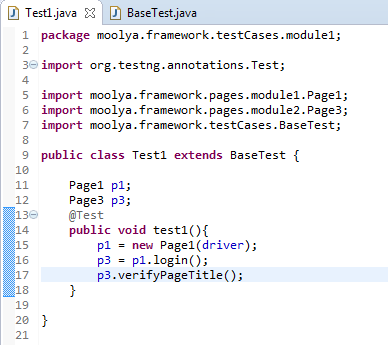 Test1.java BaseTest.java
1 package moolya.framework.testCases.module1;
2
3 import org.testng.annotations.Test;
4
5 import moolya.framework.pages.module1.Page1;
6 import moolya.framework.pages.module2.Page3;
7 import moolya.framework.testCases.BaseTest;
8
9 public class Test1 extends BaseTest {
10
11 Page1 p1;
12 Page3 p3;
13 @Test
14 public void test1(){
15 p1 = new Page1(driver);
16 p3 = p1.login();
17 p3.verifyPageTitle();
18 }
19
20 }
21